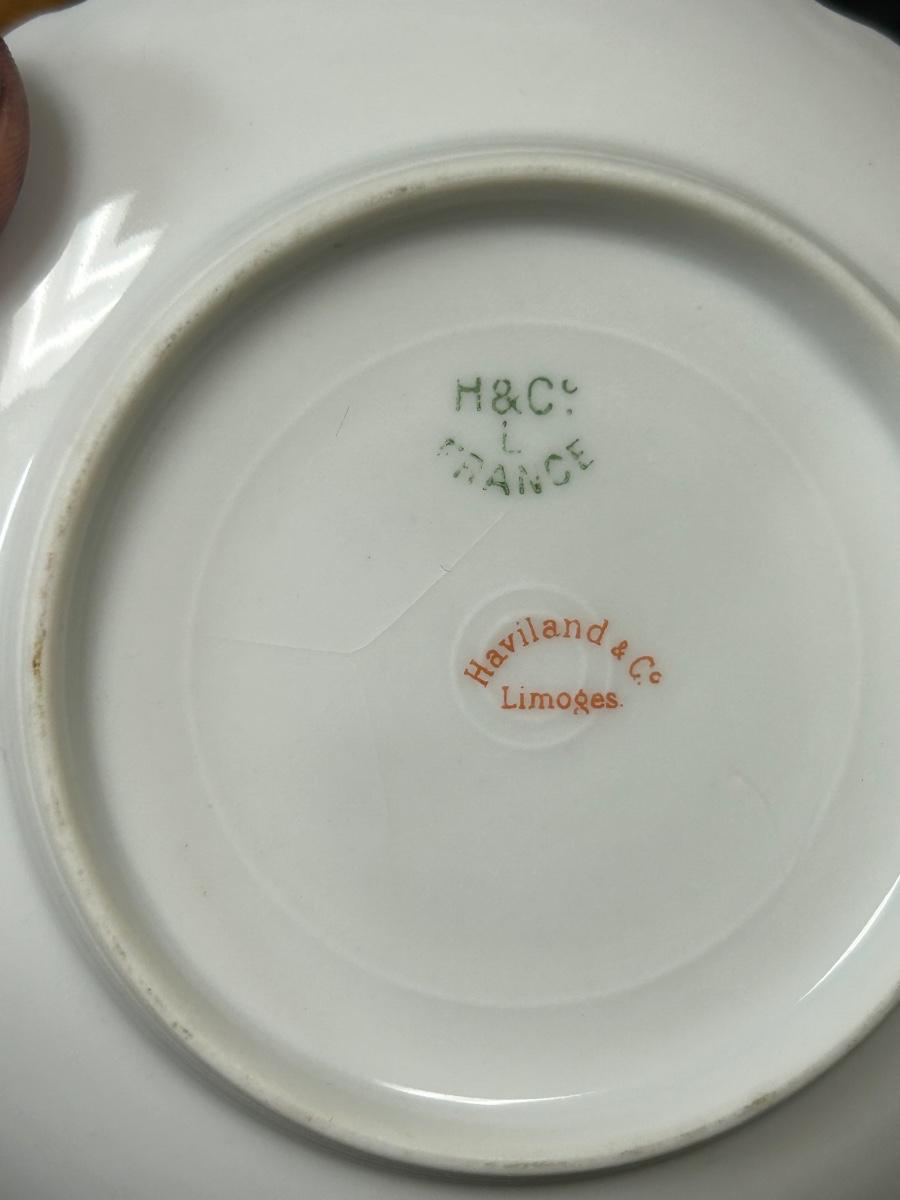 H&Cº
L
FRANCE
Haviland & Cº
Limoges.